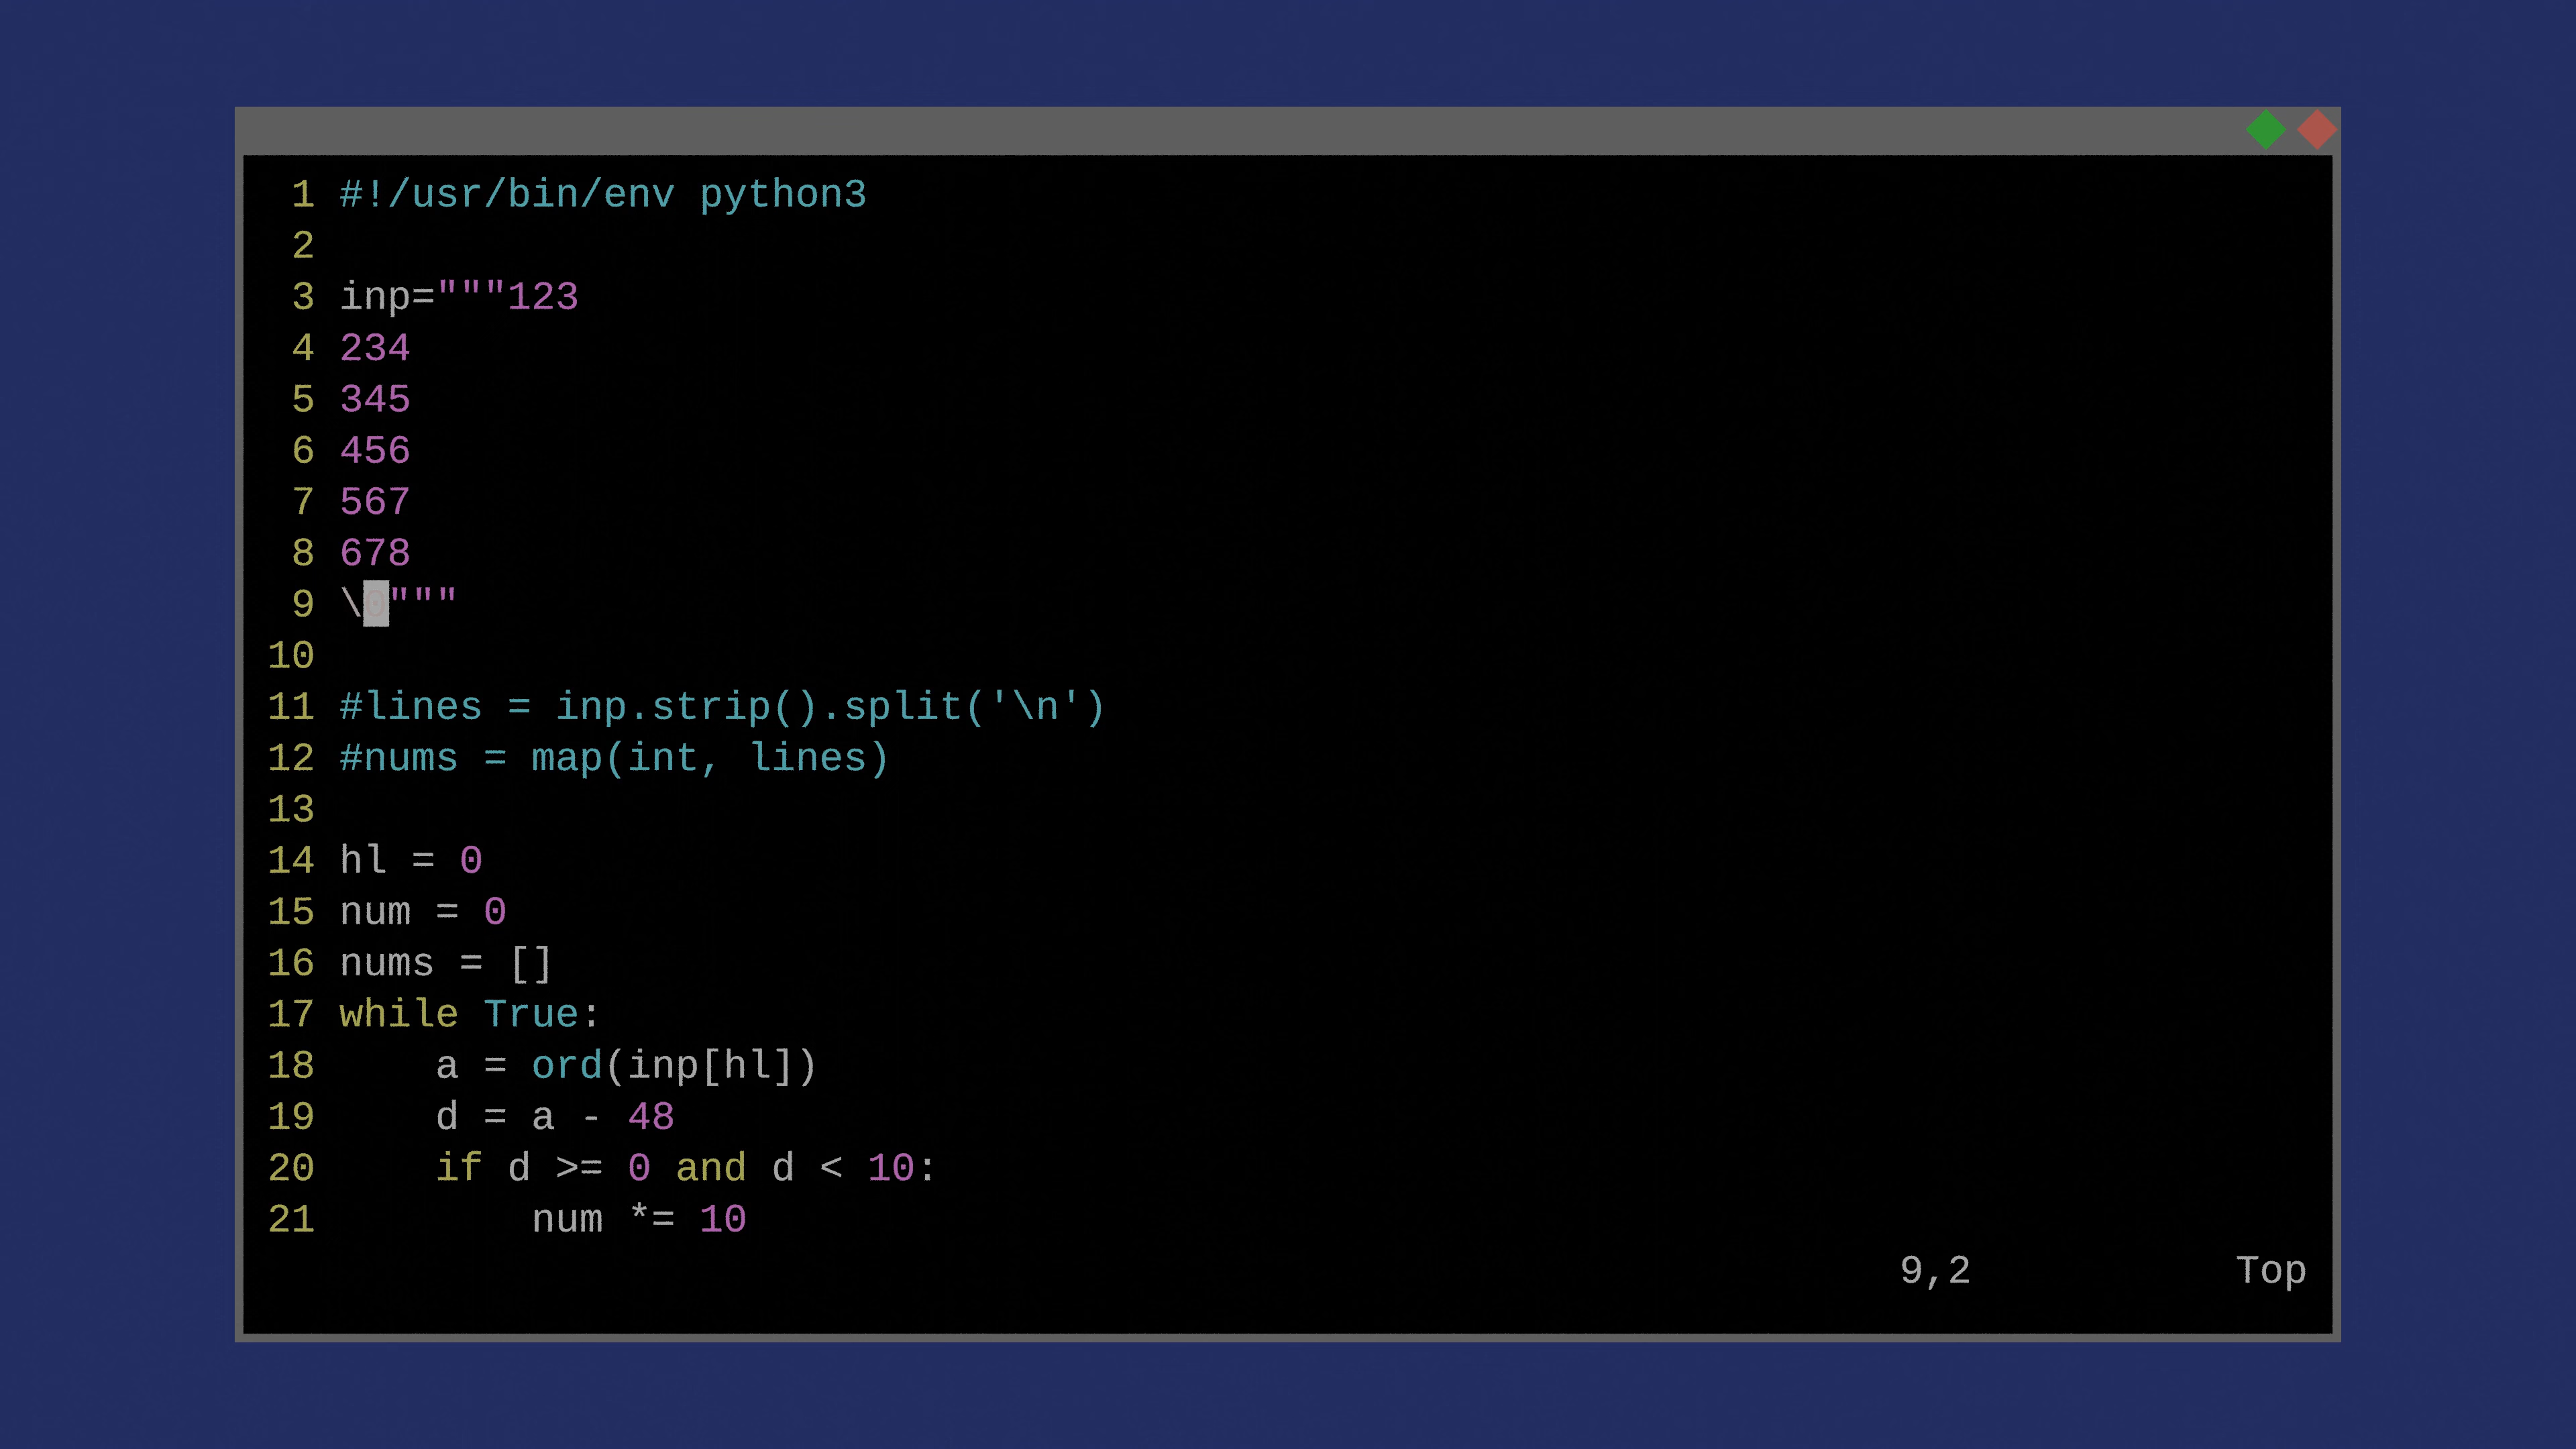 1 #!/usr/bin/env python3
2
3 inp="""123
4 234
5 345
6 456
7 567
8 678
9 \0"""
10
11 #lines = inp.strip().split('\n')
12 #nums = map(int, lines)
13
14 hl = 0
15 num = 0
16 nums = []
17 while True:
18     a = ord(inp[hl])
19     d = a - 48
20     if d >= 0 and d < 10:
21         num *= 10
9,2 Top